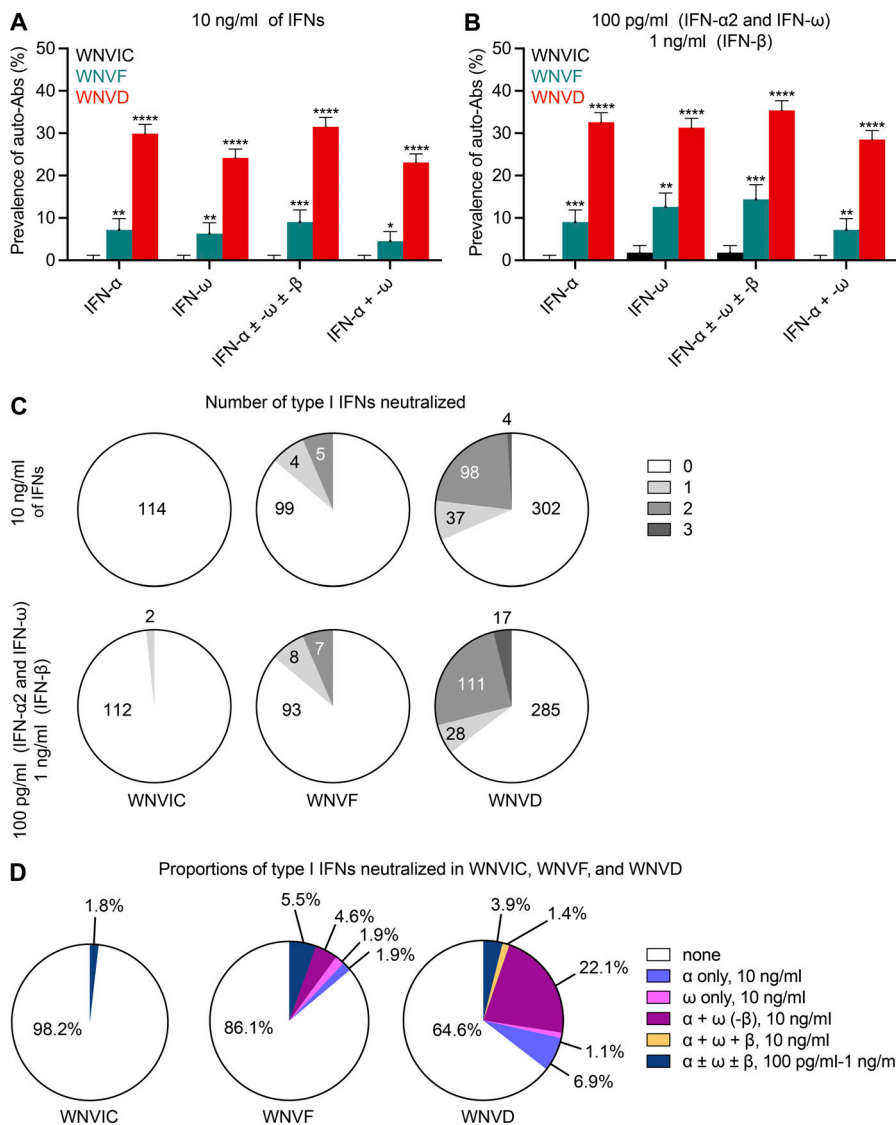 A
10 ng/ml of IFNs
WNVIC
WNVF
WNVD
Prevalence of auto-Abs (%)
50
40
30
20
10
0
**
****
**
****
***
****
*
****
IFN-α
IFN-ω
IFN-α ± -ω ± -β
IFN-α + -ω
B
100 pg/ml (IFN-α2 and IFN-ω)
1 ng/ml (IFN-β)
WNVIC
WNVF
WNVD
Prevalence of auto-Abs (%)
50
40
30
20
10
0
***
****
**
****
***
****
**
****
IFN-α
IFN-ω
IFN-α ± -ω ± -β
IFN-α + -ω
C
Number of type I IFNs neutralized
10 ng/ml
of IFNs
114
99
4
5
4
98
37
302
0
1
2
3
100 pg/ml (IFN-α2 and IFN-ω)
1 ng/ml (IFN-β)
2
112
8
7
93
17
111
28
285
WNVIC
WNVF
WNVD
D
Proportions of type I IFNs neutralized in WNVIC, WNVF, and WNVD
1.8%
98.2%
5.5%
4.6%
1.9%
1.9%
86.1%
3.9%
1.4%
22.1%
1.1%
6.9%
64.6%
WNVIC
WNVF
WNVD
none
α only, 10 ng/ml
ω only, 10 ng/ml
α + ω (-β), 10 ng/ml
α + ω + β, 10 ng/ml
α ± ω ± β, 100 pg/ml-1 ng/m